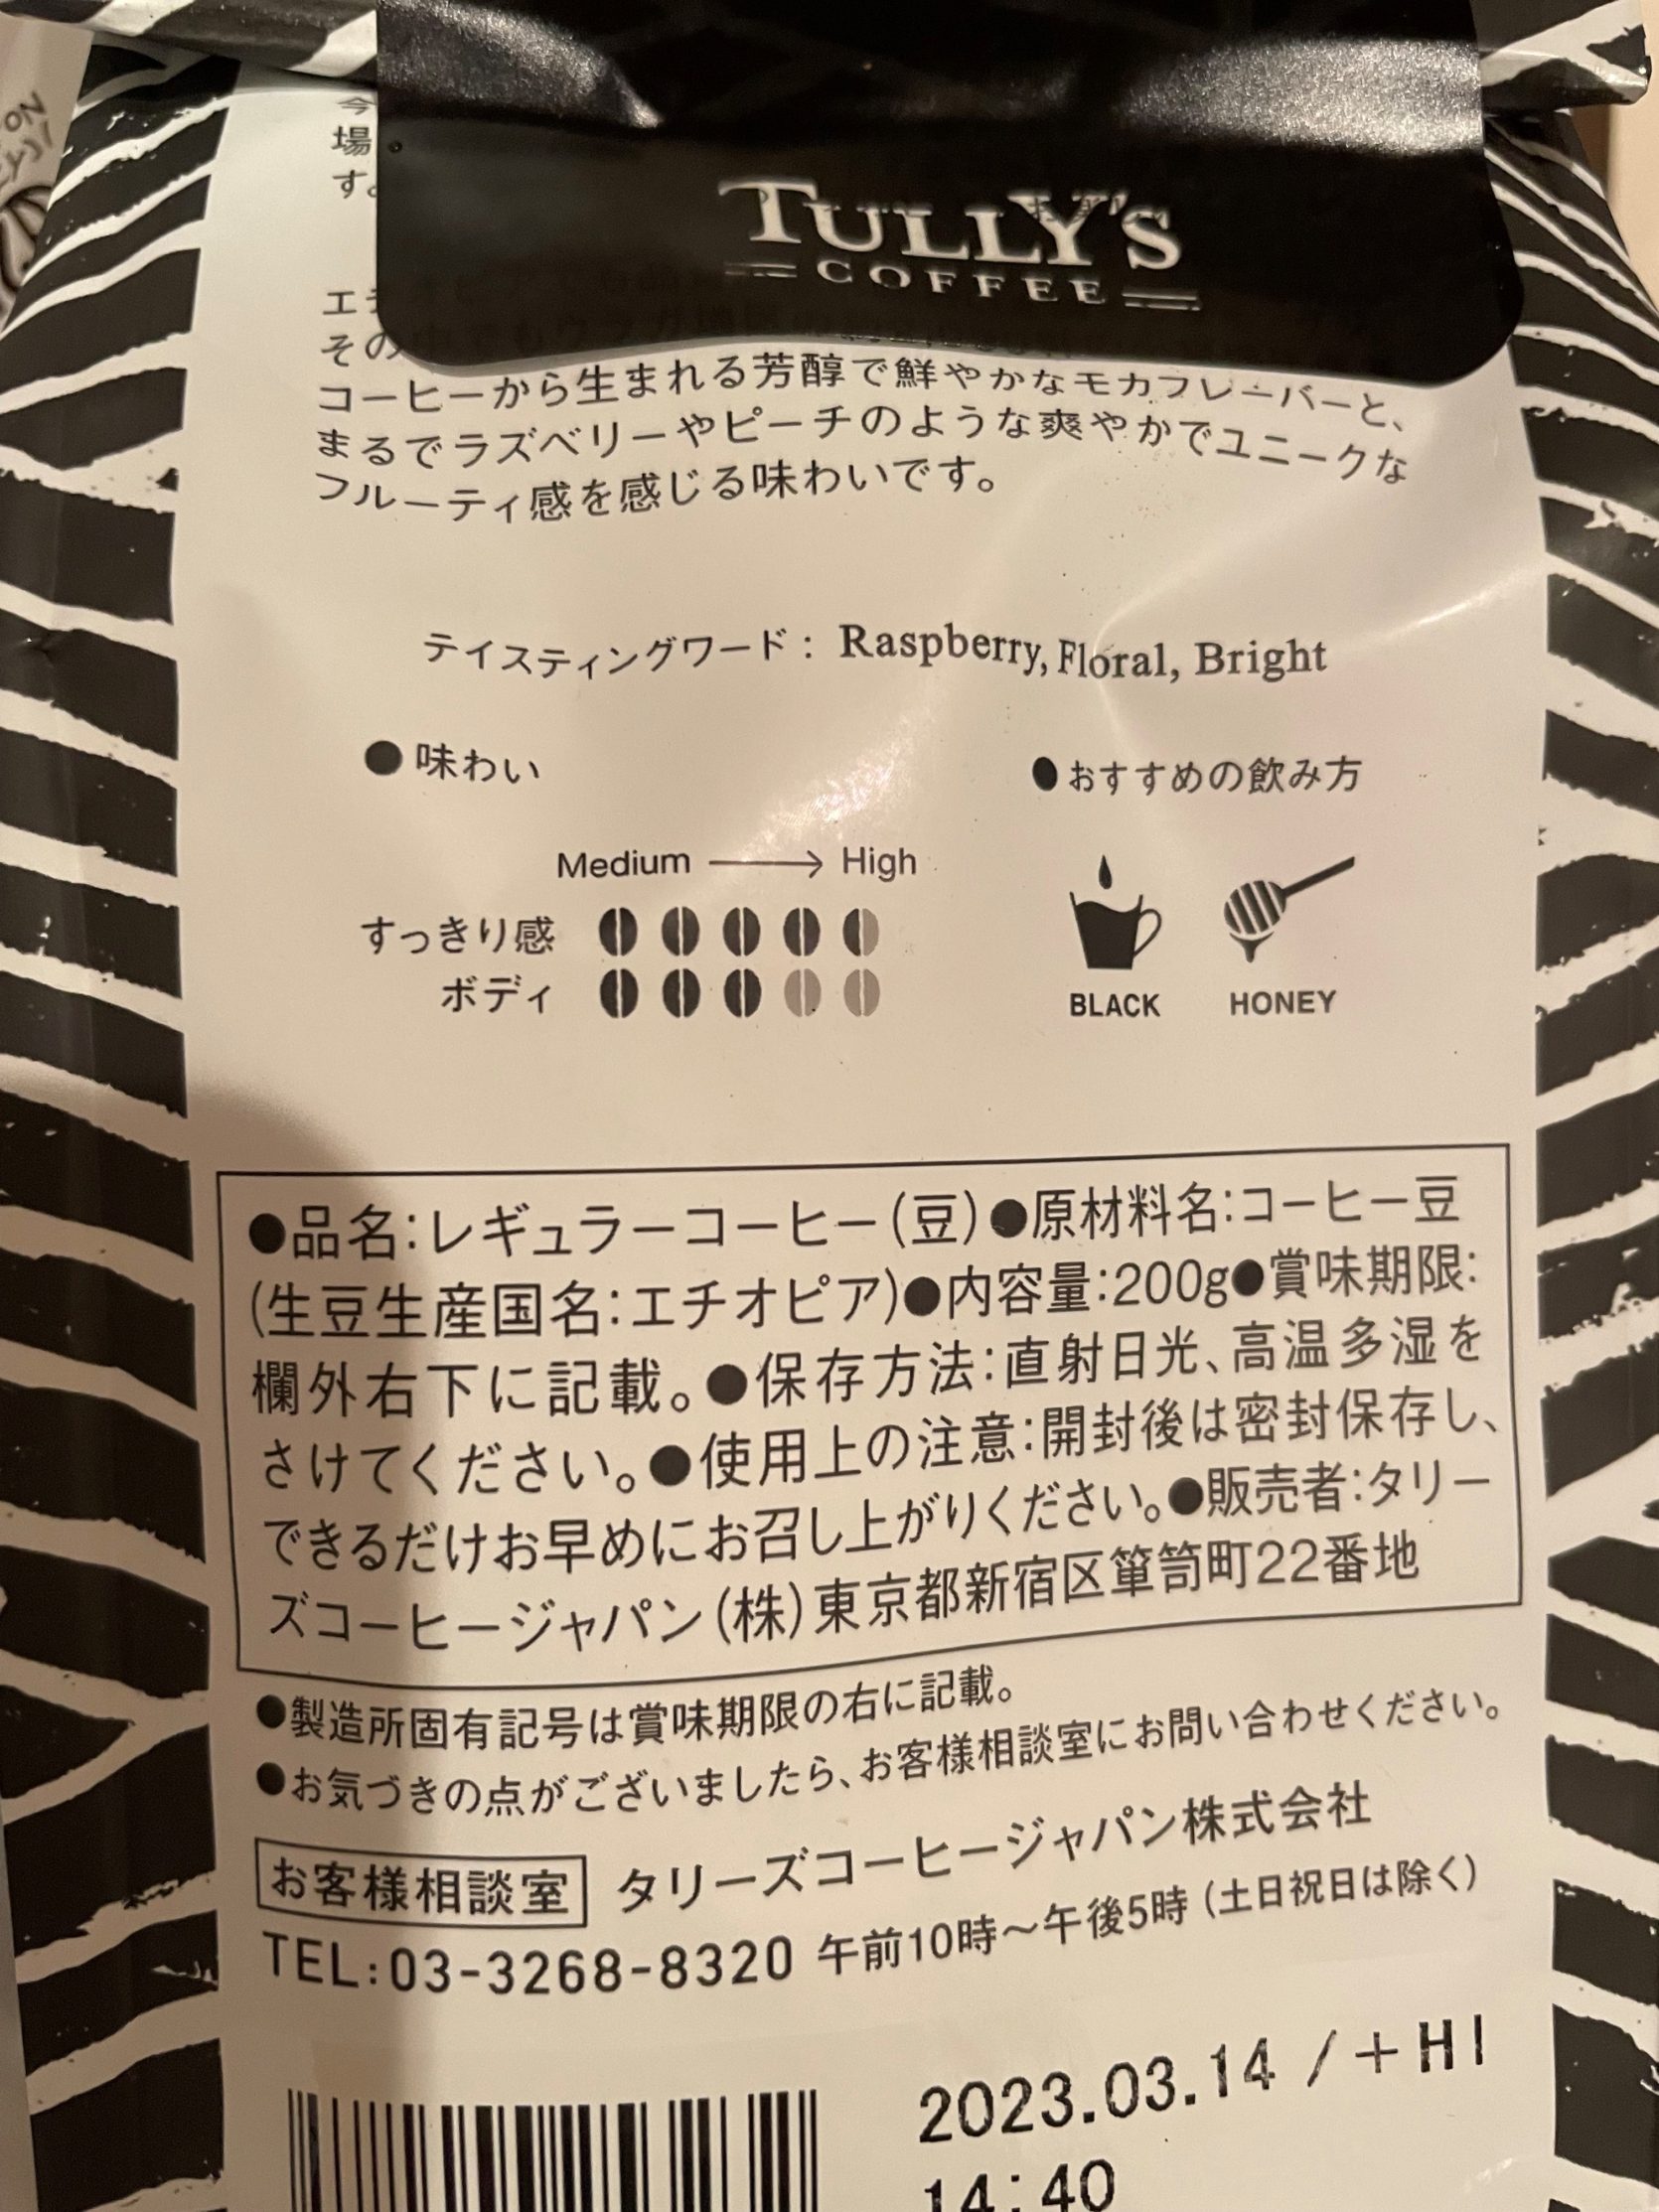 場
す。
TULLY'S
COFFEE
その中でもウラガ地区
コーヒーから生まれる芳醇で鮮やかなモカフレーバーと、
まるでラズベリーやピーチのような爽やかでユニークな
フルーティ感を感じる味わいです。
テイスティングワード： Raspberry, Floral, Bright
●味わい
●おすすめの飲み方
Medium → High
すっきり感
ボディ
BLACK HONEY
●品名:レギュラーコーヒー(豆)●原材料名:コーヒー豆
(生豆生産国名:エチオピア)●内容量:200g●賞味期限:
欄外右下に記載。●保存方法:直射日光、高温多湿を
さけてください。●使用上の注意:開封後は密封保存し、
できるだけお早めにお召し上がりください。●販売者:タリー
ズコーヒージャパン(株)東京都新宿区箪笥町22番地
●製造所固有記号は賞味期限の右に記載。
●お気づきの点がございましたら、お客様相談室にお問い合わせください。
お客様相談室 タリーズコーヒージャパン株式会社
TEL:03-3268-8320 午前10時～午後5時(土日祝日は除く)
2023.03.14 / +HI
14:40